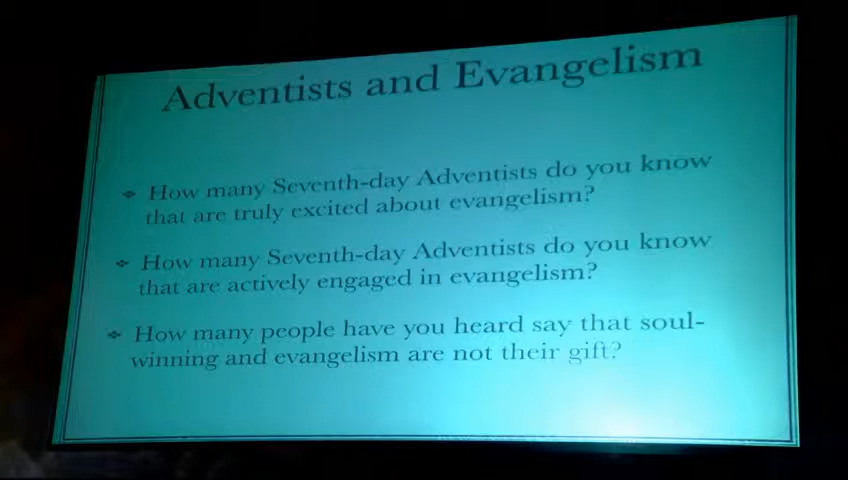 Adventists and Evangelism
How many Seventh-day Adventists do you know
that are truly excited about evangelism?
How many Seventh-day Adventists do you know
that are actively engaged in evangelism?
How many people have you heard say that soul-
winning and evangelism are not their gift?